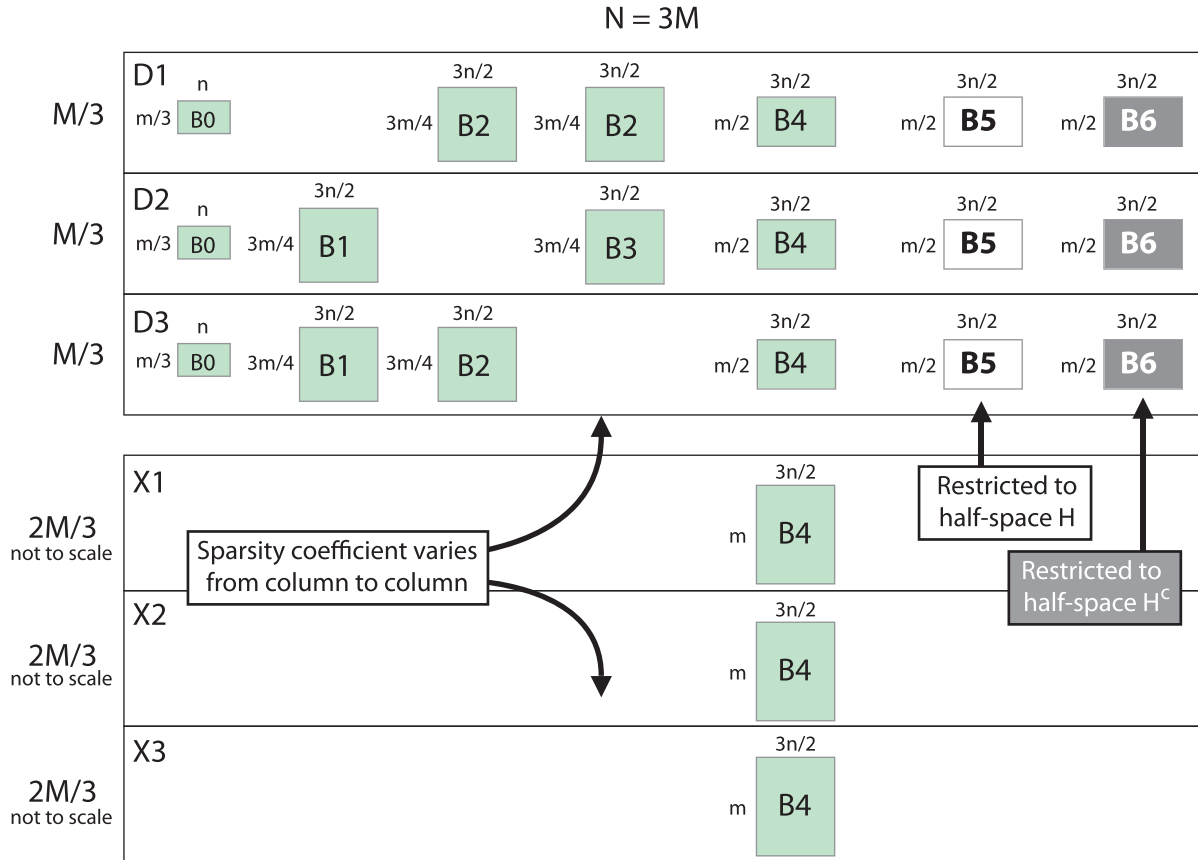 N = 3M
D1
n
3n/2
3n/2
3n/2
3n/2
3n/2
M/3
m/3
B0
3m/4
B2
3m/4
B2
m/2
B4
m/2
B5
m/2
B6
D2
n
3n/2
3n/2
3n/2
3n/2
3n/2
M/3
m/3
B0
3m/4
B1
3m/4
B3
m/2
B4
m/2
B5
m/2
B6
D3
n
3n/2
3n/2
3n/2
3n/2
3n/2
M/3
m/3
B0
3m/4
B1
3m/4
B2
m/2
B4
m/2
B5
m/2
B6
X1
3n/2
2M/3
not to scale
m
B4
Restricted to
half-space H
Sparsity coefficient varies
from column to column
Restricted to
half-space Hᶜ
X2
3n/2
2M/3
not to scale
m
B4
X3
3n/2
2M/3
not to scale
m
B4